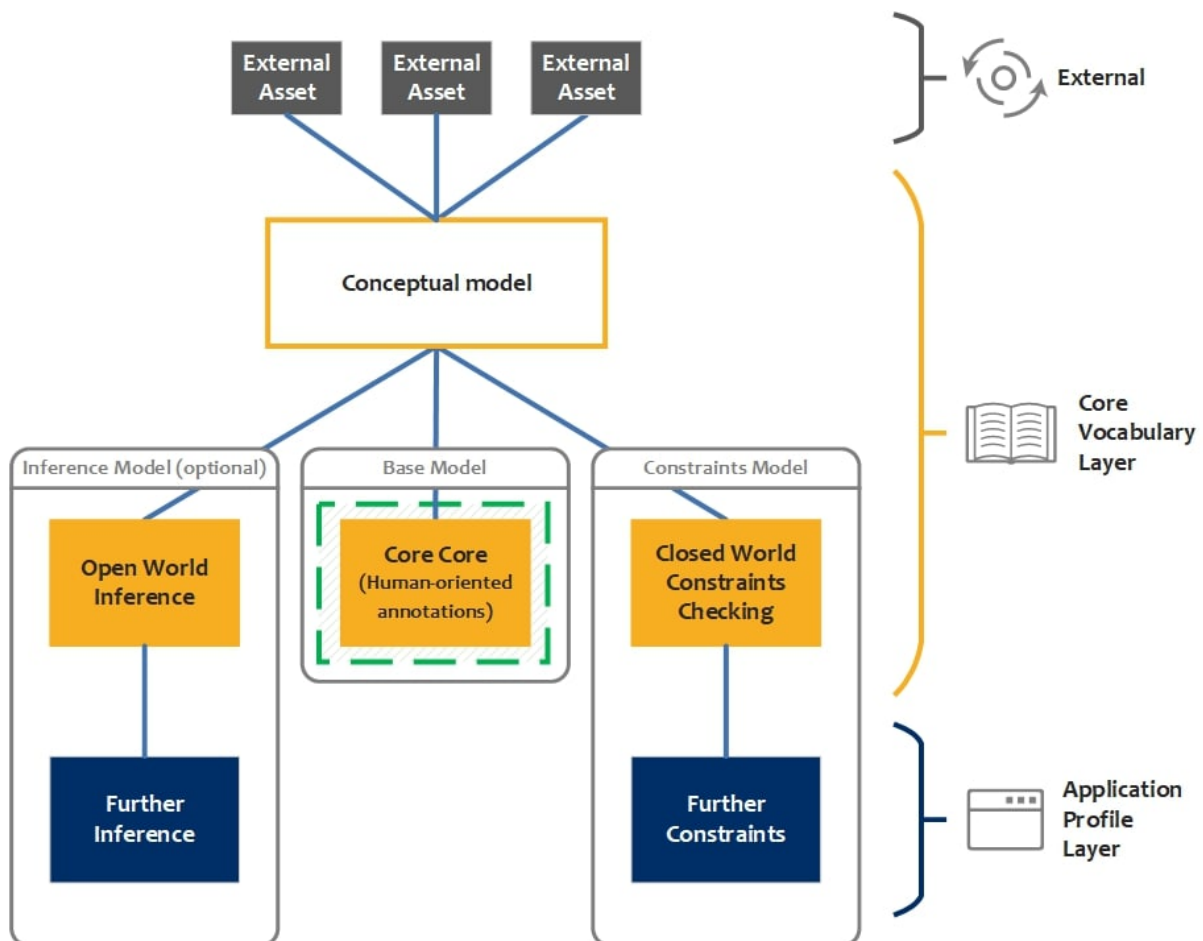 External
Asset
External
Asset
External
Asset
External
Conceptual model
Core
Vocabulary
Layer
Inference Model (optional)
Base Model
Constraints Model
Open World
Inference
Core Core
(Human-oriented
annotations)
Closed World
Constraints
Checking
Further
Inference
Further
Constraints
Application
Profile
Layer